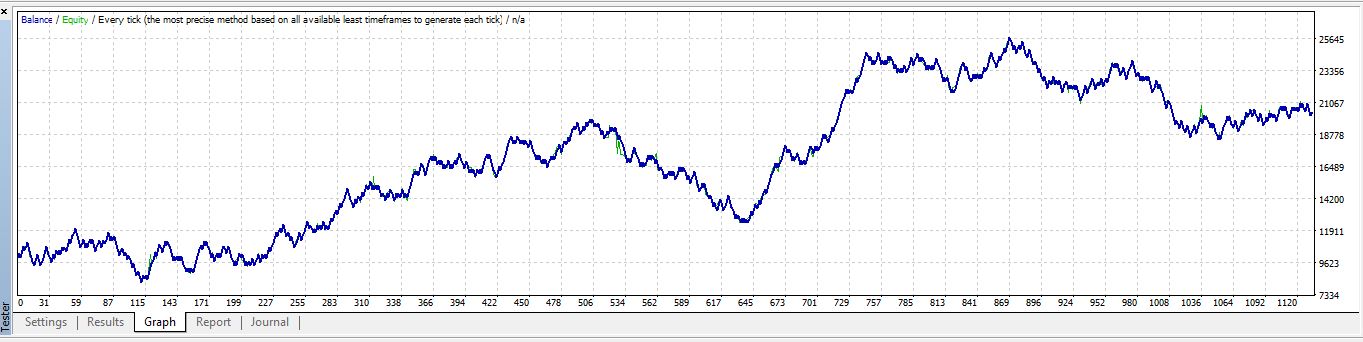 Balance / Equity / Every tick (the most precise method based on all available least timeframes to generate each tick) / n/a
25645
23356
21067
18778
16489
14200
11911
9623
7334
0 31 59 87 115 143 171 199 227 255 283 310 338 366 394 422 450 478 506 534 562 589 617 645 673 701 729 757 785 813 841 869 896 924 952 980 1008 1036 1064 1092 1120
Tester
Settings Results Graph Report Journal